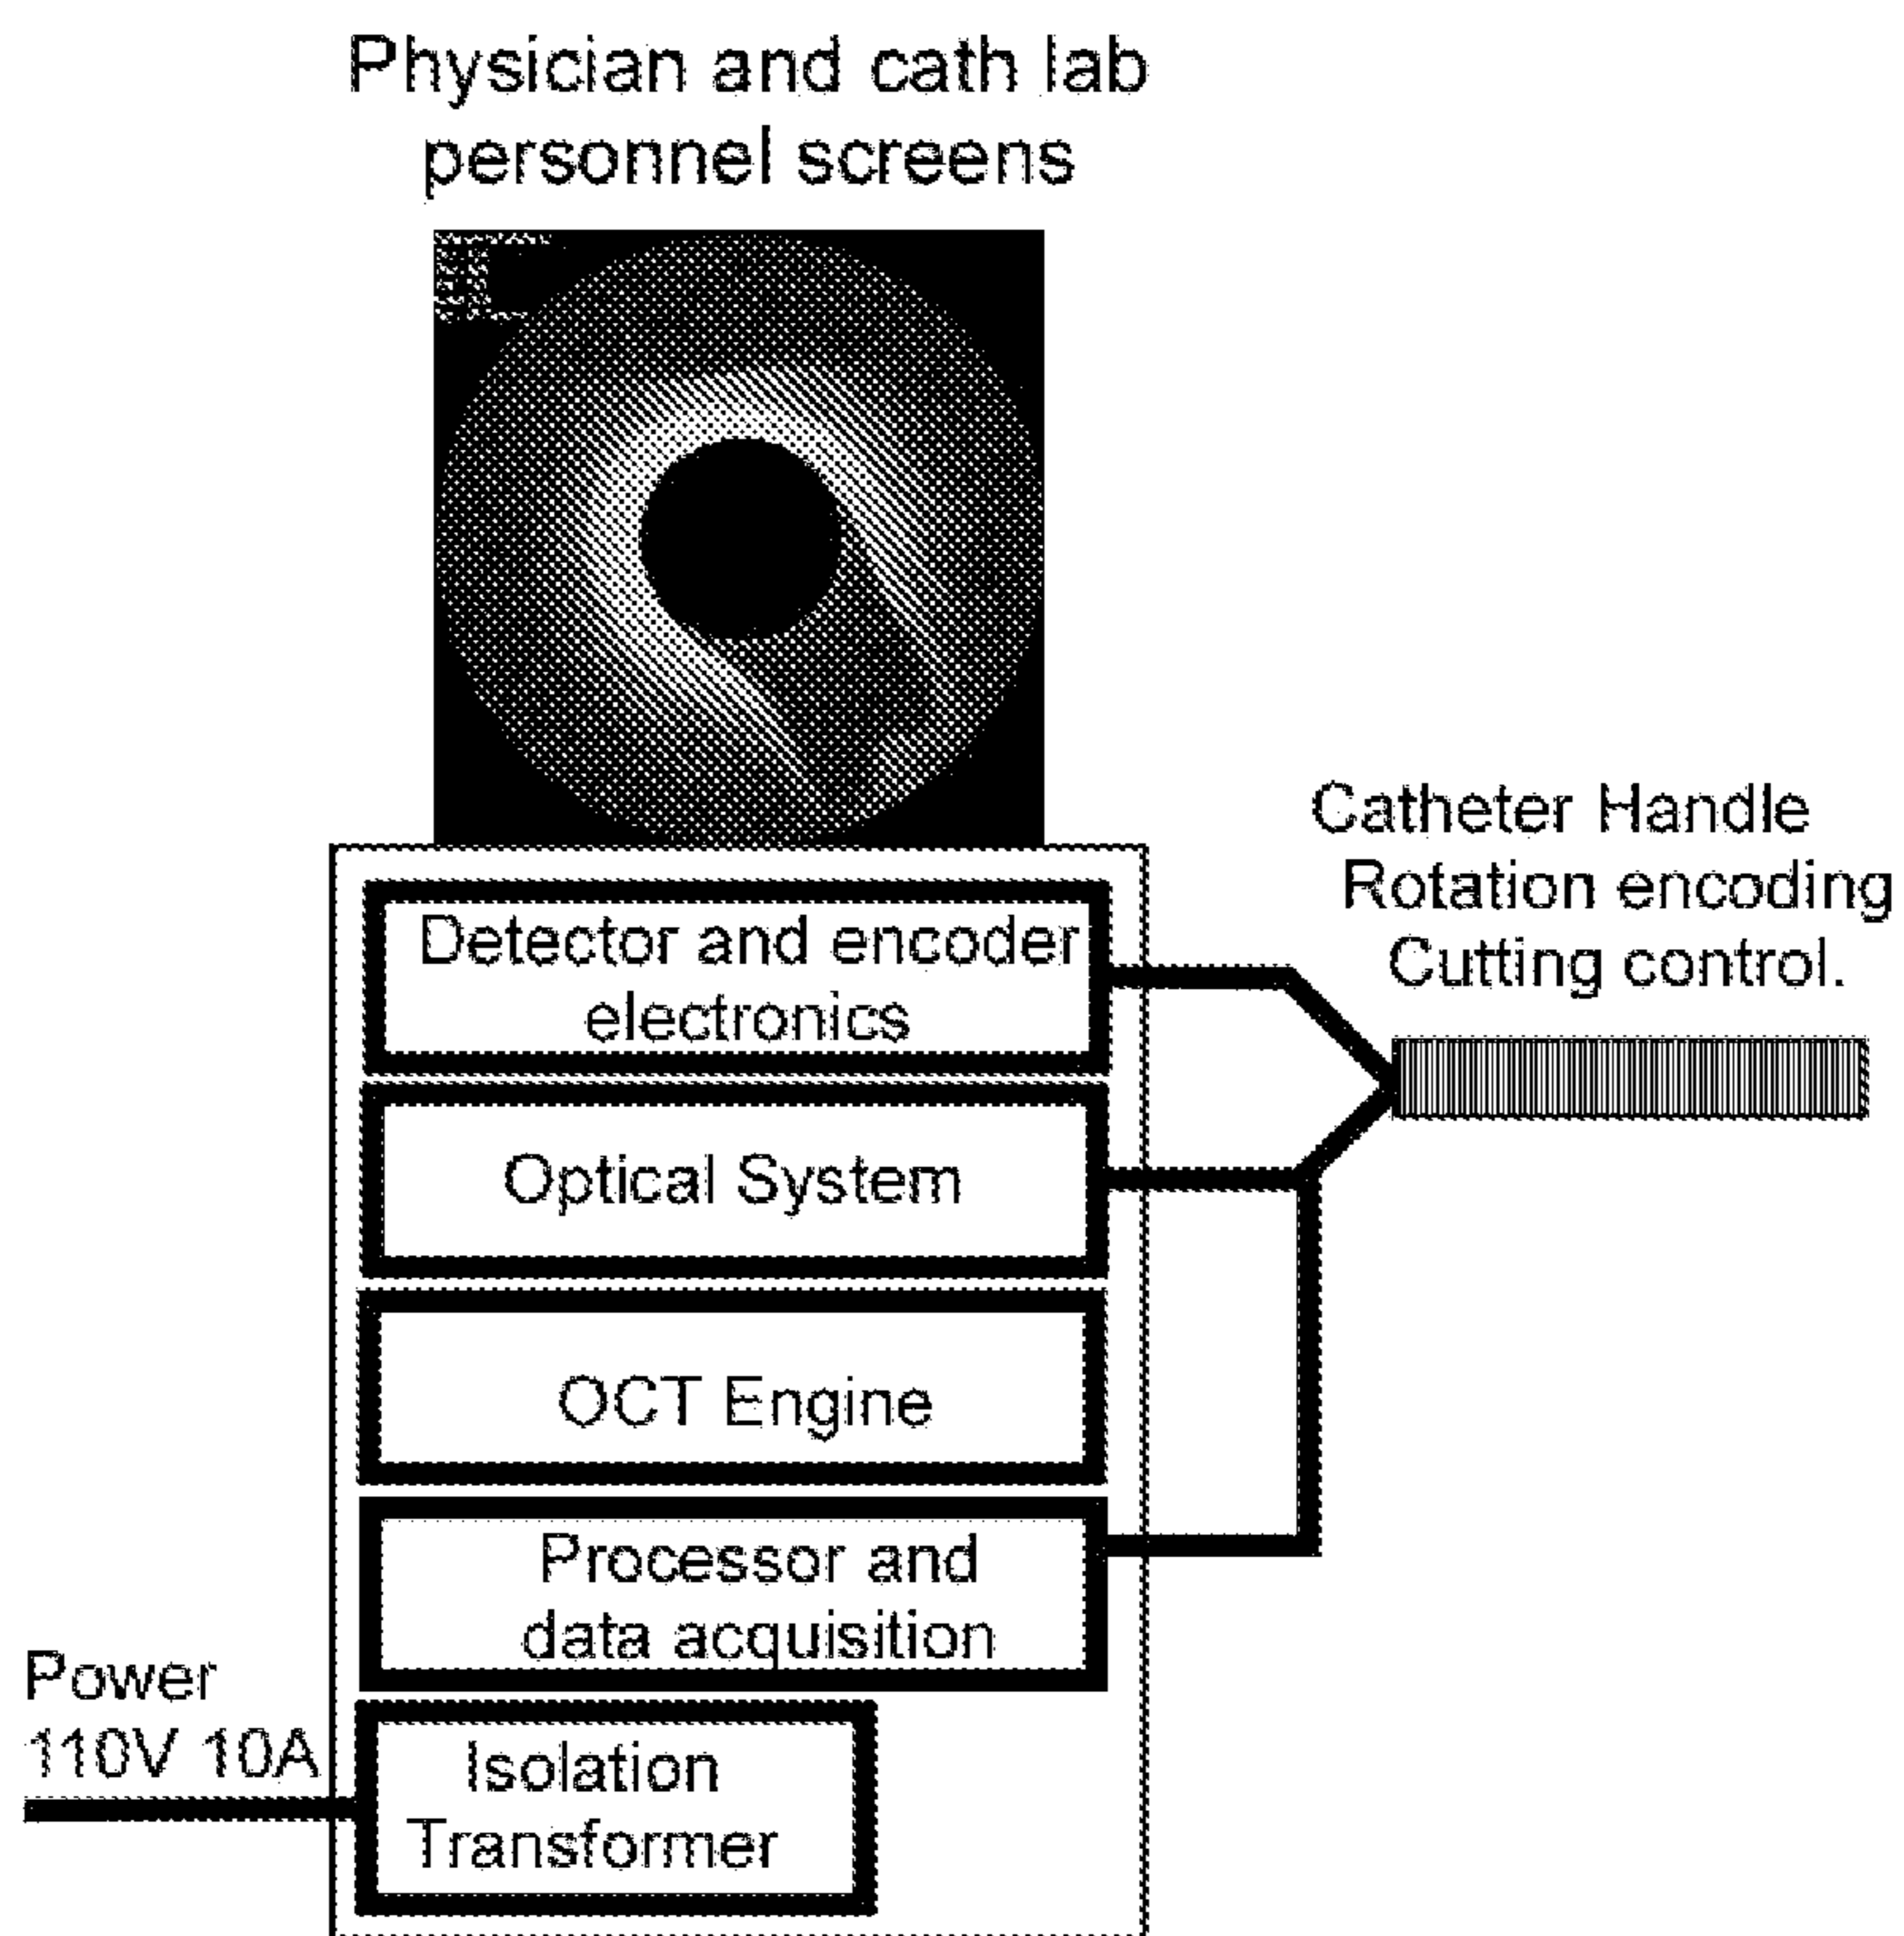 Physician and cath lab
personnel screens
Catheter Handle
Rotation encoding
Cutting control.
Detector and encoder
electronics
Optical System
OCT Engine
Processor and
data acquisition
Power
110V 10A
Isolation
Transformer